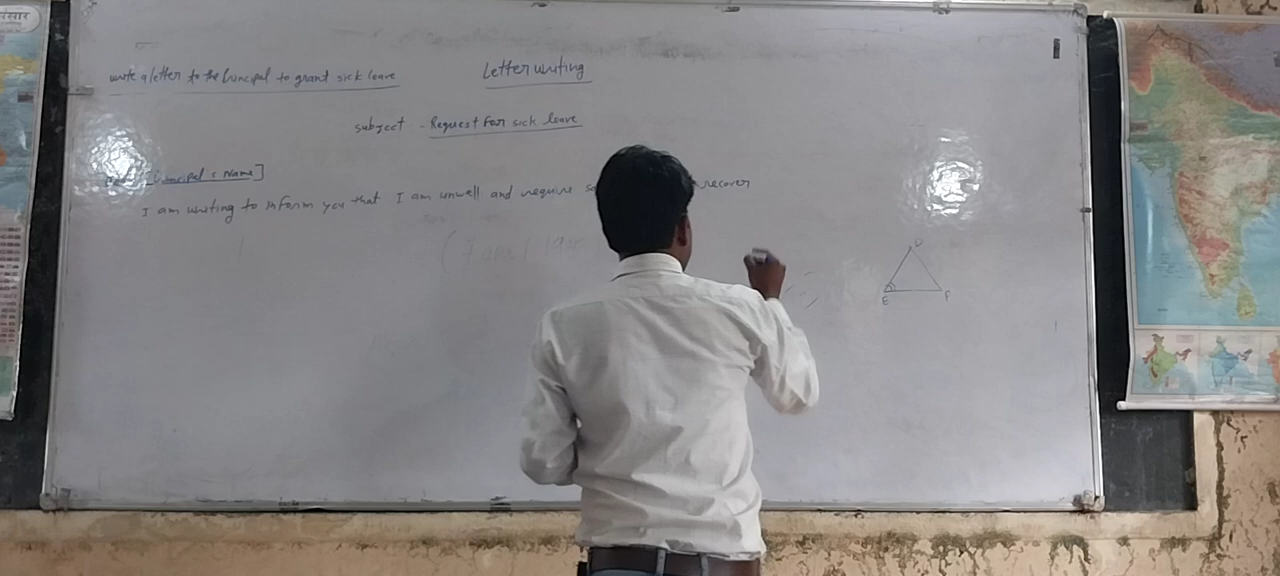 write a letter to the Principal to grant sick leave
Letter writing
subject - Request For sick leave
[Principal's Name]
I am writing to inform you that I am unwell and require recover
D
E F